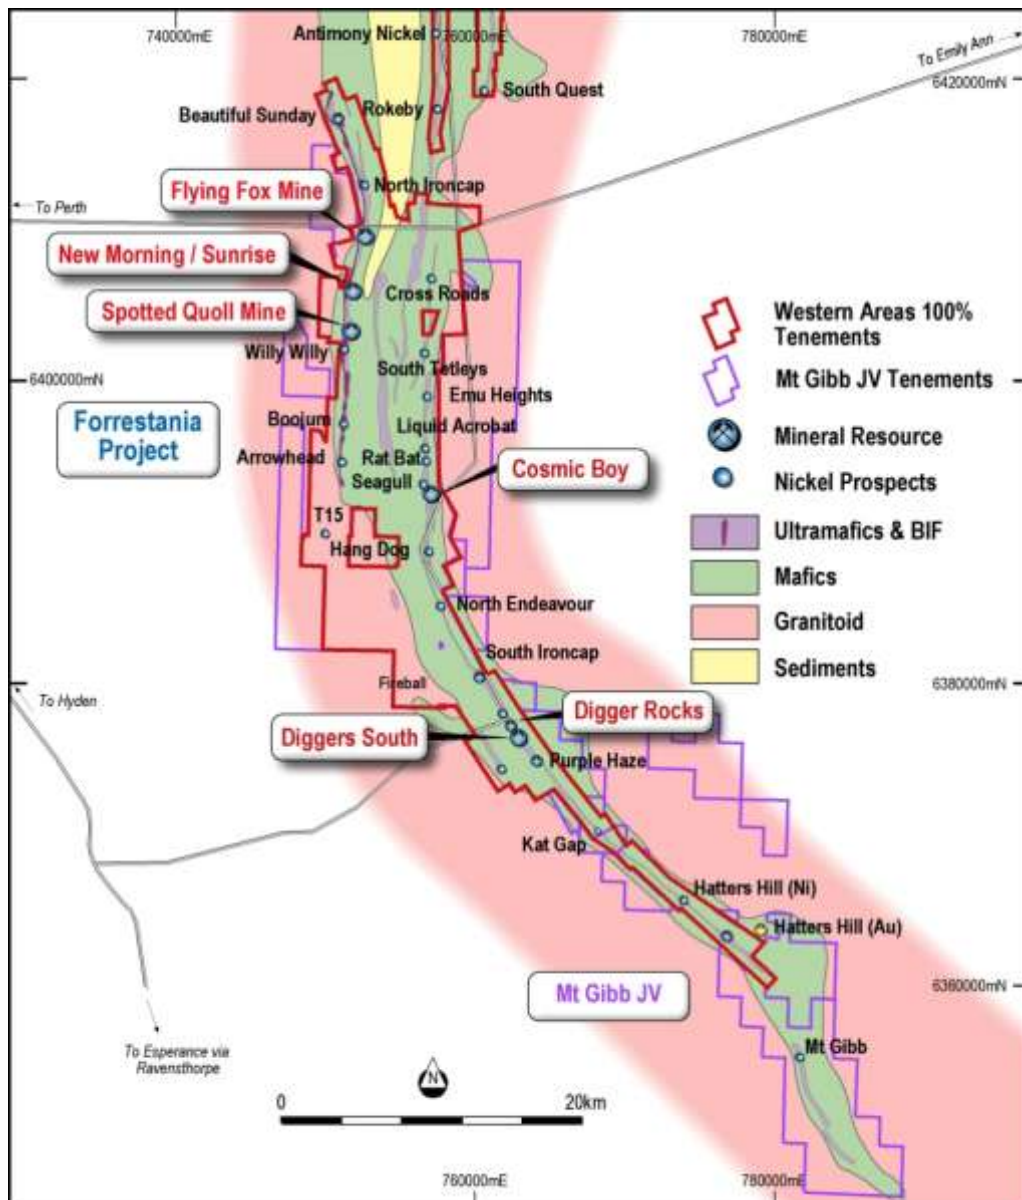 740000mE
Antimony Nickel
760000mE
780000mE
To Emily Ann
6420000mN
South Quest
Beautiful Sunday
Rokeby
North Ironcap
Flying Fox Mine
To Perth
New Morning / Sunrise
Cross Roads
Spotted Quoll Mine
Willy Willy
South Tetleys
6400000mN
Emu Heights
Forrestania
Project
Boojum
Liquid Acrobat
Arrowhead
Rat Bat
Seagull
Cosmic Boy
T15
Hang Dog
North Endeavour
South Ironcap
Fireball
To Hyden
6380000mN
Digger Rocks
Diggers South
Purple Haze
Kat Gap
Hatters Hill (Ni)
Hatters Hill (Au)
Mt Gibb JV
6360000mN
Mt Gibb
To Esperance via
Ravensthorpe
N
0
20km
760000mE
780000mE
Western Areas 100%
Tenements
Mt Gibb JV Tenements
Mineral Resource
Nickel Prospects
Ultramafics & BIF
Mafics
Granitoid
Sediments